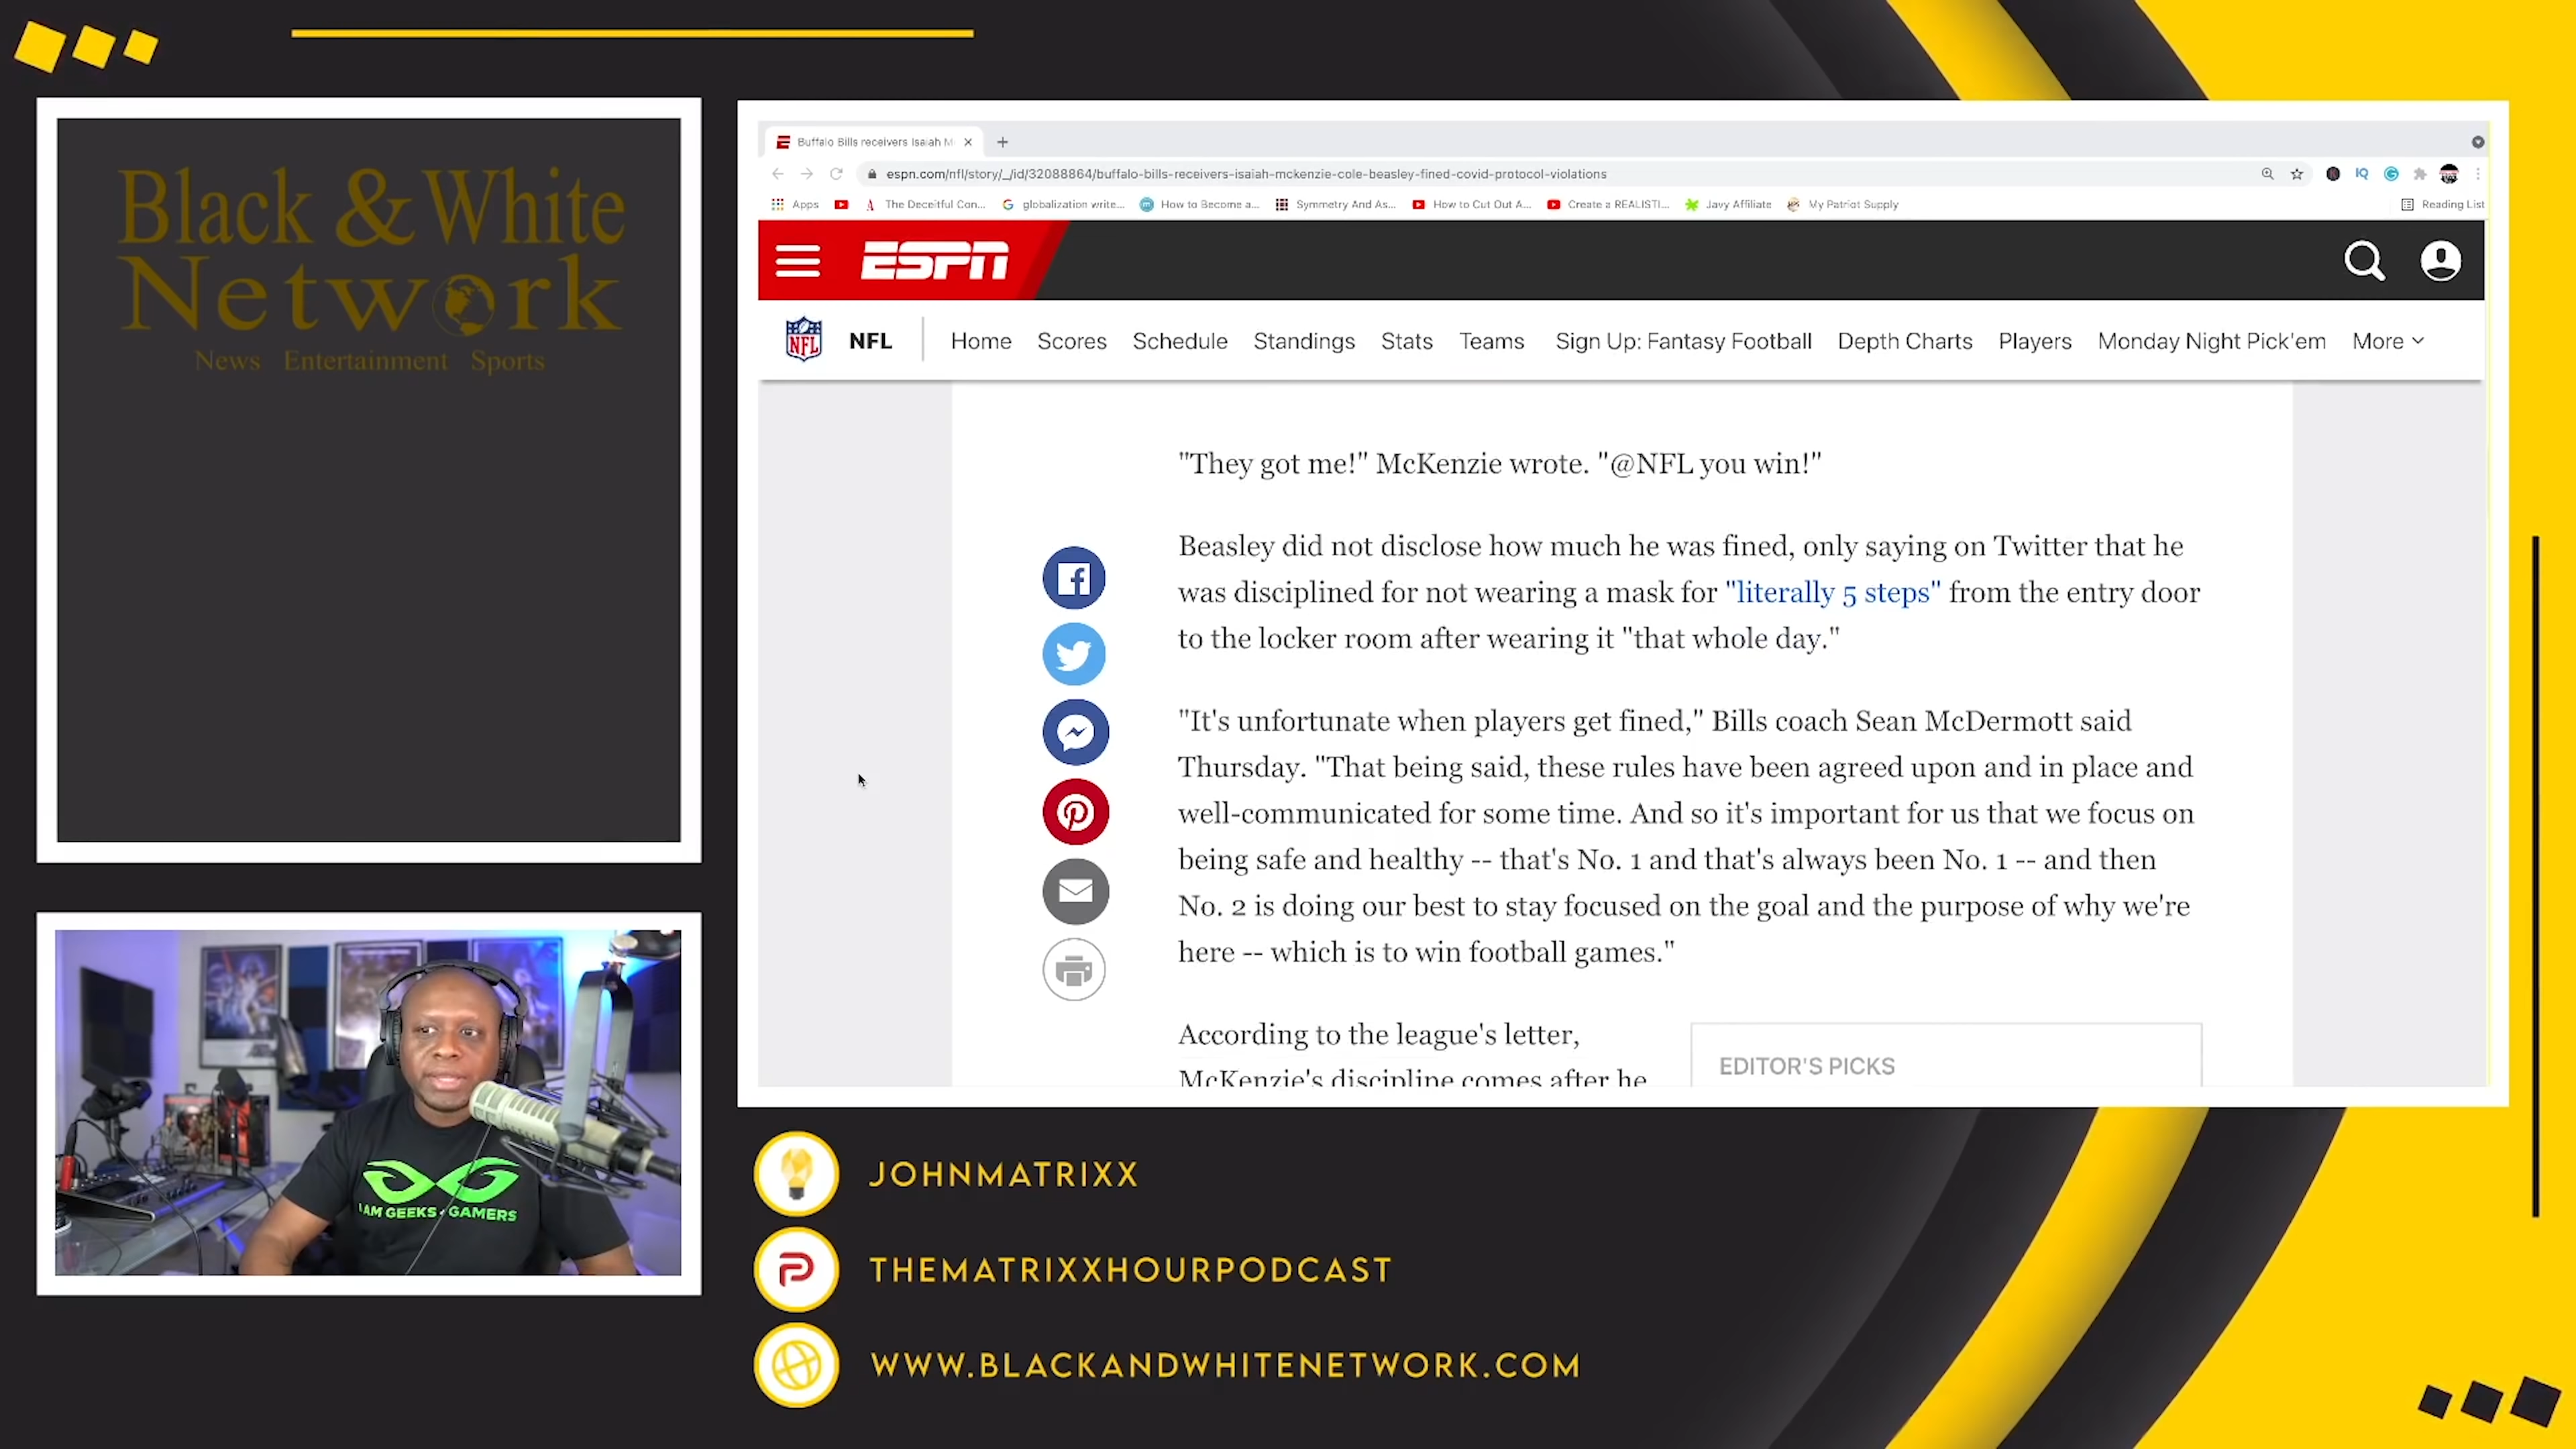 Black & White
Network
News Entertainment Sports
Buffalo Bills receivers Isaiah M
espn.com/nfl/story/_/id/32088864/buffalo-bills-receivers-isaiah-mckenzie-cole-beasley-fined-covid-protocol-violations
Apps The Deceitful Con... globalization write... How to Become a... Symmetry And As... How to Cut Out A... Create a REALISTI... Javy Affiliate My Patriot Supply Reading List
ESPN
NFL Home Scores Schedule Standings Stats Teams Sign Up: Fantasy Football Depth Charts Players Monday Night Pick'em More
"They got me!" McKenzie wrote. "@NFL you win!"
Beasley did not disclose how much he was fined, only saying on Twitter that he
was disciplined for not wearing a mask for "literally 5 steps" from the entry door
to the locker room after wearing it "that whole day."
"It's unfortunate when players get fined," Bills coach Sean McDermott said
Thursday. "That being said, these rules have been agreed upon and in place and
well-communicated for some time. And so it's important for us that we focus on
being safe and healthy -- that's No. 1 and that's always been No. 1 -- and then
No. 2 is doing our best to stay focused on the goal and the purpose of why we're
here -- which is to win football games."
According to the league's letter,
McKenzie's discipline comes after he
EDITOR'S PICKS
I AM GEEKS + GAMERS
JOHNMATRIXX
THEMATRIXXHOURPODCAST
WWW.BLACKANDWHITENETWORK.COM